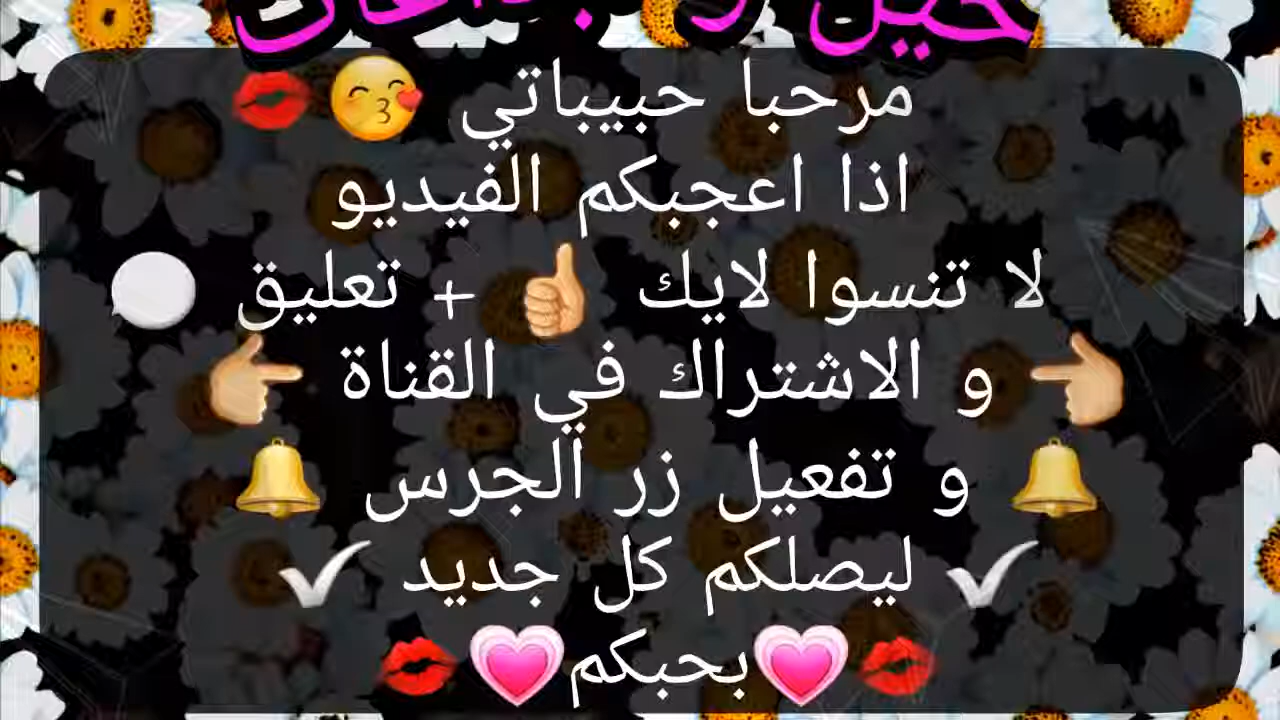 مرحبا حبيباتي 😙💋
اذا اعجبكم الفيديو
لا تنسوا لايك 👍 + تعليق 💬
👈 و الاشتراك في القناة 👉
🔔 و تفعيل زر الجرس 🔔
✔ ليصلكم كل جديد ✔
💋💗بحبكم💗💋